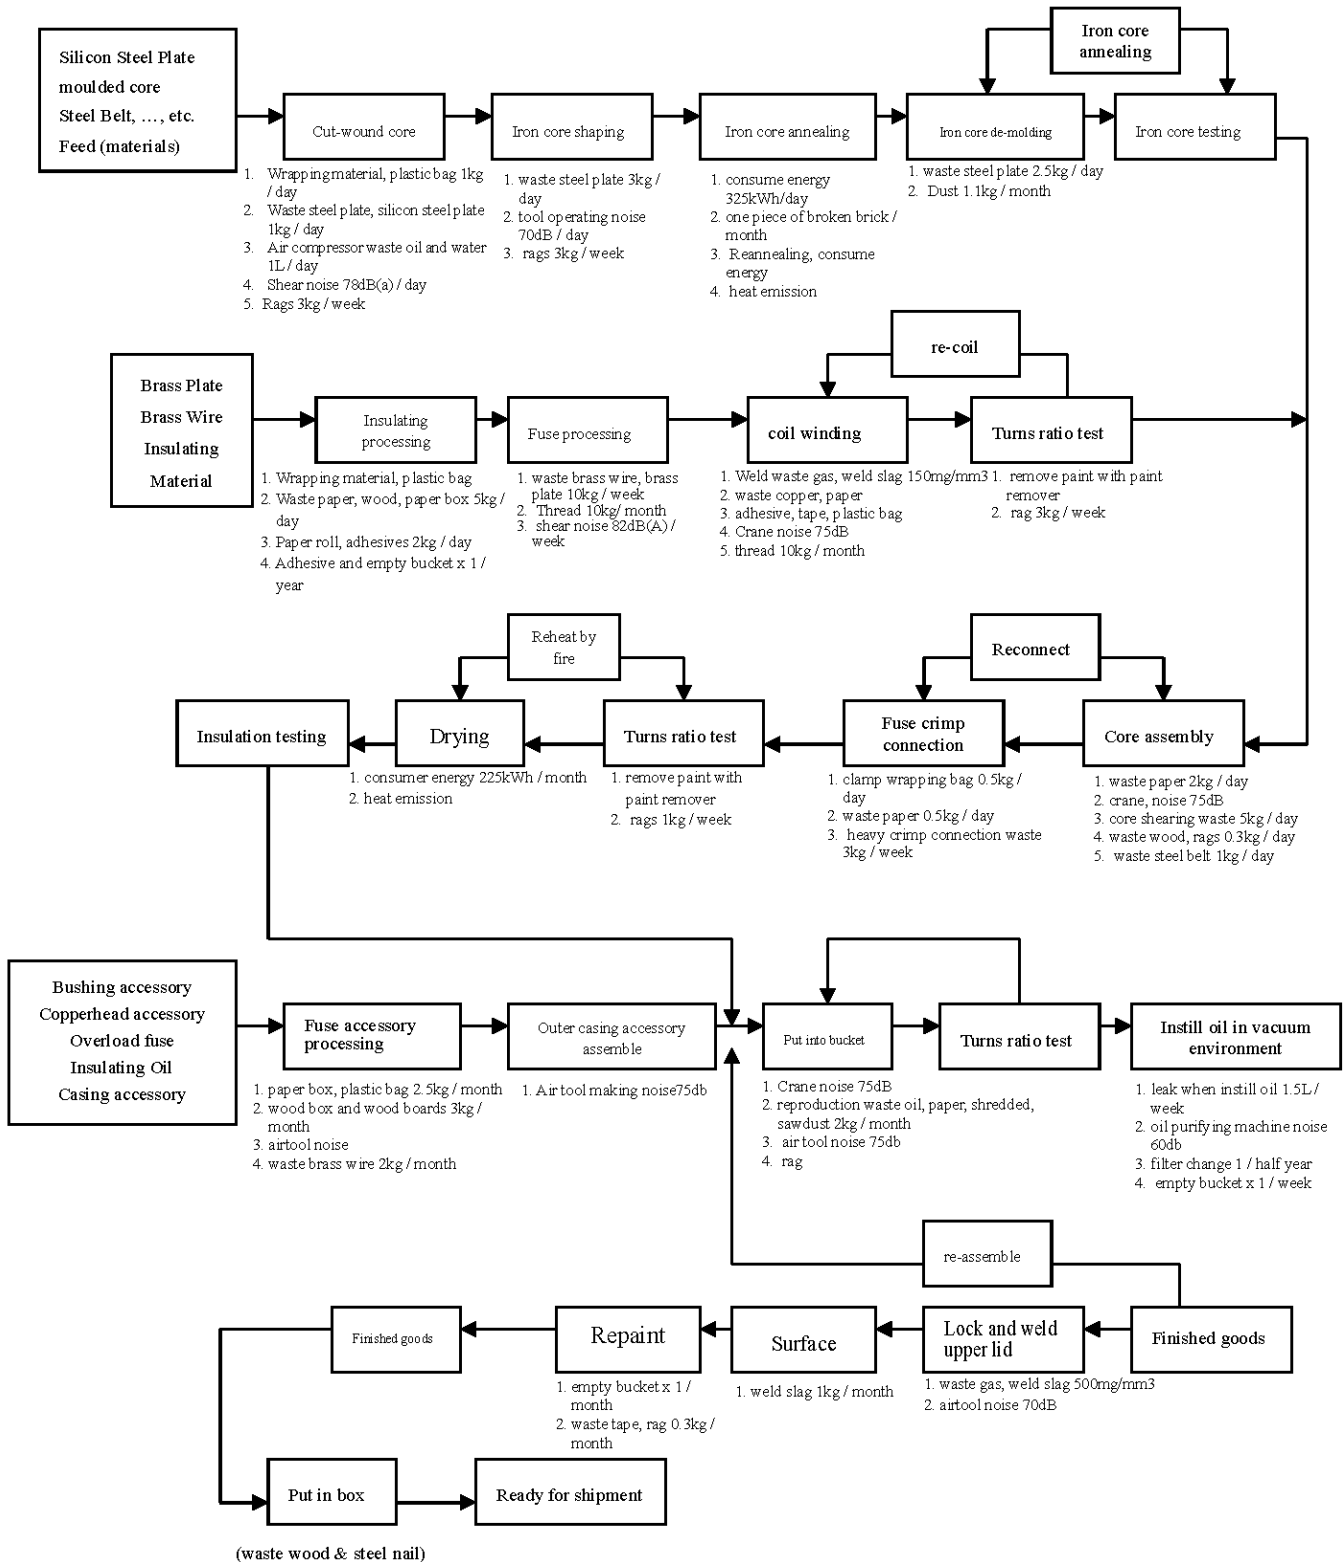 Iron core
annealing
Silicon Steel Plate
moulded core
Steel Belt, …, etc.
Feed (materials)
Cut-wound core
Iron core shaping
Iron core annealing
Iron core de-molding
Iron core testing
1. Wrapping material, plastic bag 1kg
/ day
2. Waste steel plate, silicon steel plate
1kg / day
3. Air compressor waste oil and water
1L / day
4. Shear noise 78dB(a) / day
5. Rags 3kg / week
1. waste steel plate 3kg /
day
2. tool operating noise
70dB / day
3. rags 3kg / week
1. consume energy
325kWh/day
2. one piece of broken brick /
month
3. Reannealing, consume
energy
4. heat emission
1. waste steel plate 2.5kg / day
2. Dust 1.1kg / month
re-coil
Brass Plate
Brass Wire
Insulating
Material
Insulating
processing
Fuse processing
coil winding
Turns ratio test
1. Wrapping material, plastic bag
2. Waste paper, wood, paper box 5kg /
day
3. Paper roll, adhesives 2kg / day
4. Adhesive and empty bucket x 1 /
year
1. waste brass wire, brass
plate 10kg / week
2. Thread 10kg/ month
3. shear noise 82dB(A) /
week
1. Weld waste gas, weld slag 150mg/mm3
2. waste copper, paper
3. adhesive, tape, plastic bag
4. Crane noise 75dB
5. thread 10kg / month
1. remove paint with paint
remover
2. rag 3kg / week
Reheat by
fire
Reconnect
Insulation testing
Drying
Turns ratio test
Fuse crimp
connection
Core assembly
1. consumer energy 225kWh / month
2. heat emission
1. remove paint with
paint remover
2. rags 1kg / week
1. clamp wrapping bag 0.5kg /
day
2. waste paper 0.5kg / day
3. heavy crimp connection waste
3kg / week
1. waste paper 2kg / day
2. crane, noise 75dB
3. core shearing waste 5kg / day
4. waste wood, rags 0.3kg / day
5. waste steel belt 1kg / day
Bushing accessory
Copperhead accessory
Overload fuse
Insulating Oil
Casing accessory
Fuse accessory
processing
Outer casing accessory
assemble
Put into bucket
Turns ratio test
Instill oil in vacuum
environment
1. paper box, plastic bag 2.5kg / month
2. wood box and wood boards 3kg /
month
3. airtool noise
4. waste brass wire 2kg / month
1. Air tool making noise75db
1. Crane noise 75dB
2. reproduction waste oil, paper, shredded,
sawdust 2kg / month
3. air tool noise 75db
4. rag
1. leak when instill oil 1.5L /
week
2. oil purifying machine noise
60db
3. filter change 1 / half year
4. empty bucket x 1 / week
re-assemble
Finished goods
Repaint
Surface
Lock and weld
upper lid
Finished goods
1. empty bucket x 1 /
month
2. waste tape, rag 0.3kg /
month
1. weld slag 1kg / month
1. waste gas, weld slag 500mg/mm3
2. airtool noise 70dB
Put in box
Ready for shipment
(waste wood & steel nail)